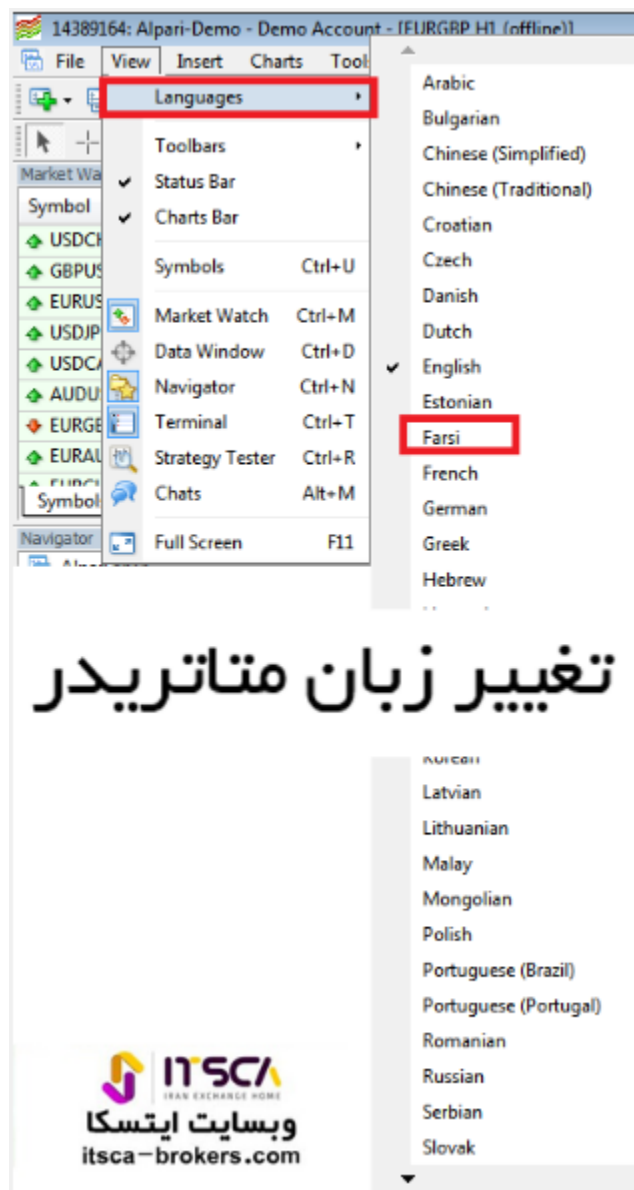 14389164: Alpari-Demo - Demo Account - [EURGBP H1 (offline)]
File View Insert Charts Tool
Languages
Toolbars
Status Bar
Charts Bar
Symbols Ctrl+U
Market Watch Ctrl+M
Data Window Ctrl+D
Navigator Ctrl+N
Terminal Ctrl+T
Strategy Tester Ctrl+R
Chats Alt+M
Full Screen F11
Market Wa
Symbol
USDCH
GBPUS
EURUS
USDJP
USDCA
AUDU
EURGB
EURAU
Symbol
Navigator
Arabic
Bulgarian
Chinese (Simplified)
Chinese (Traditional)
Croatian
Czech
Danish
Dutch
English
Estonian
Farsi
French
German
Greek
Hebrew
تغییر زبان متاتریدر
Korean
Latvian
Lithuanian
Malay
Mongolian
Polish
Portuguese (Brazil)
Portuguese (Portugal)
Romanian
Russian
Serbian
Slovak
ITSCA
IRAN EXCHANGE HOME
وبسایت ایتسکا
itsca-brokers.com